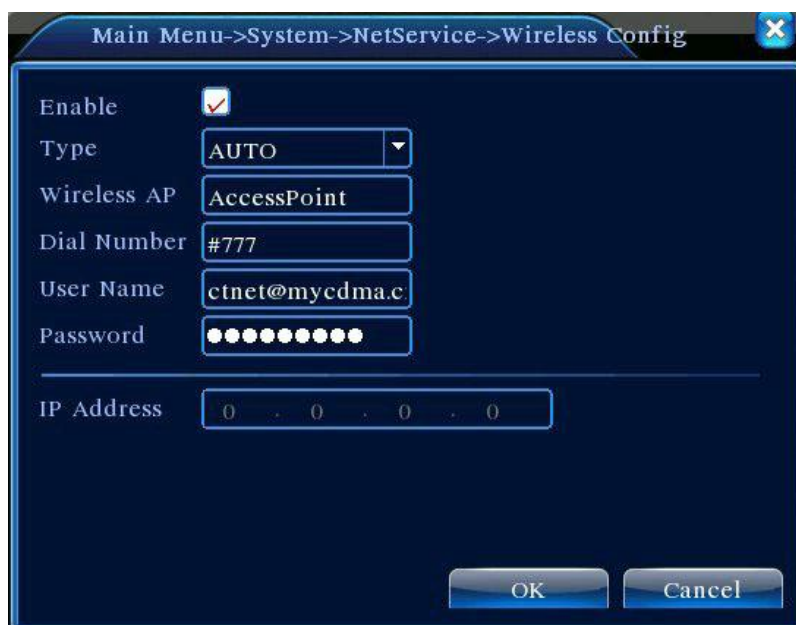 Main Menu->System->NetService->Wireless Config
Enable
Type AUTO
Wireless AP AccessPoint
Dial Number #777
User Name ctnet@mycdma.c
Password ●●●●●●●●●
IP Address 0 . 0 . 0 . 0
OK Cancel